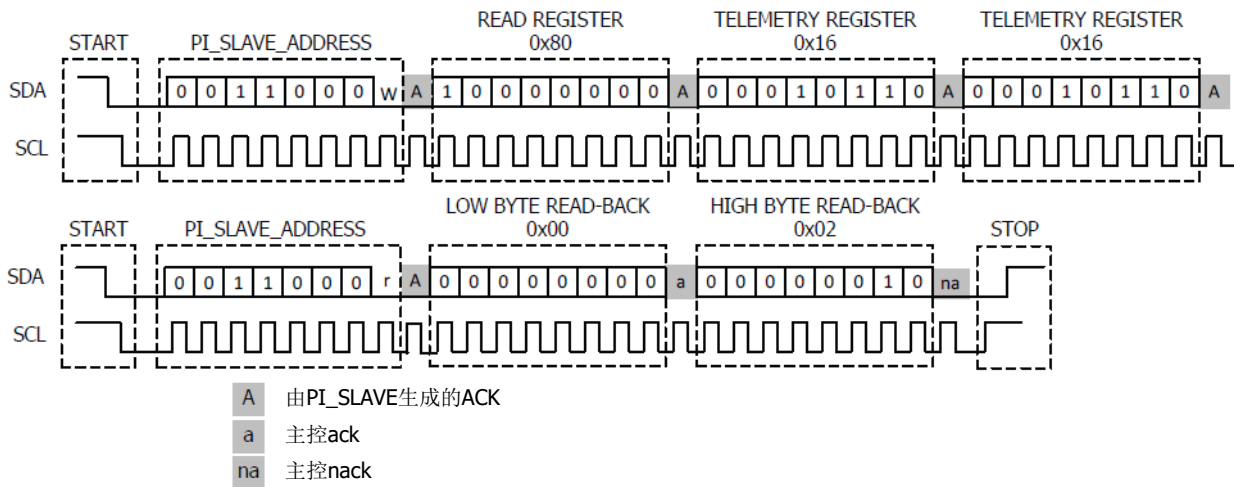 READ REGISTER TELEMETRY REGISTER TELEMETRY REGISTER
START PI_SLAVE_ADDRESS 0x80 0x16 0x16
SDA 0 0 1 1 0 0 0 w A 1 0 0 0 0 0 0 0 A 0 0 0 1 0 1 1 0 A 0 0 0 1 0 1 1 0 A
SCL
LOW BYTE READ-BACK HIGH BYTE READ-BACK
START PI_SLAVE_ADDRESS 0x00 0x02 STOP
SDA 0 0 1 1 0 0 0 r A 0 0 0 0 0 0 0 0 a 0 0 0 0 0 0 1 0 na
SCL
A 由PI_SLAVE生成的ACK
a 主控ack
na 主控nack